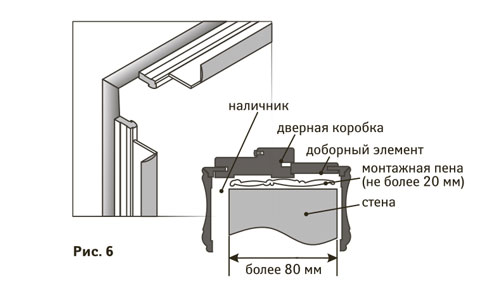 наличник
дверная коробка
доборный элемент
монтажная пена
(не более 20 мм)
стена
Рис. 6
более 80 мм